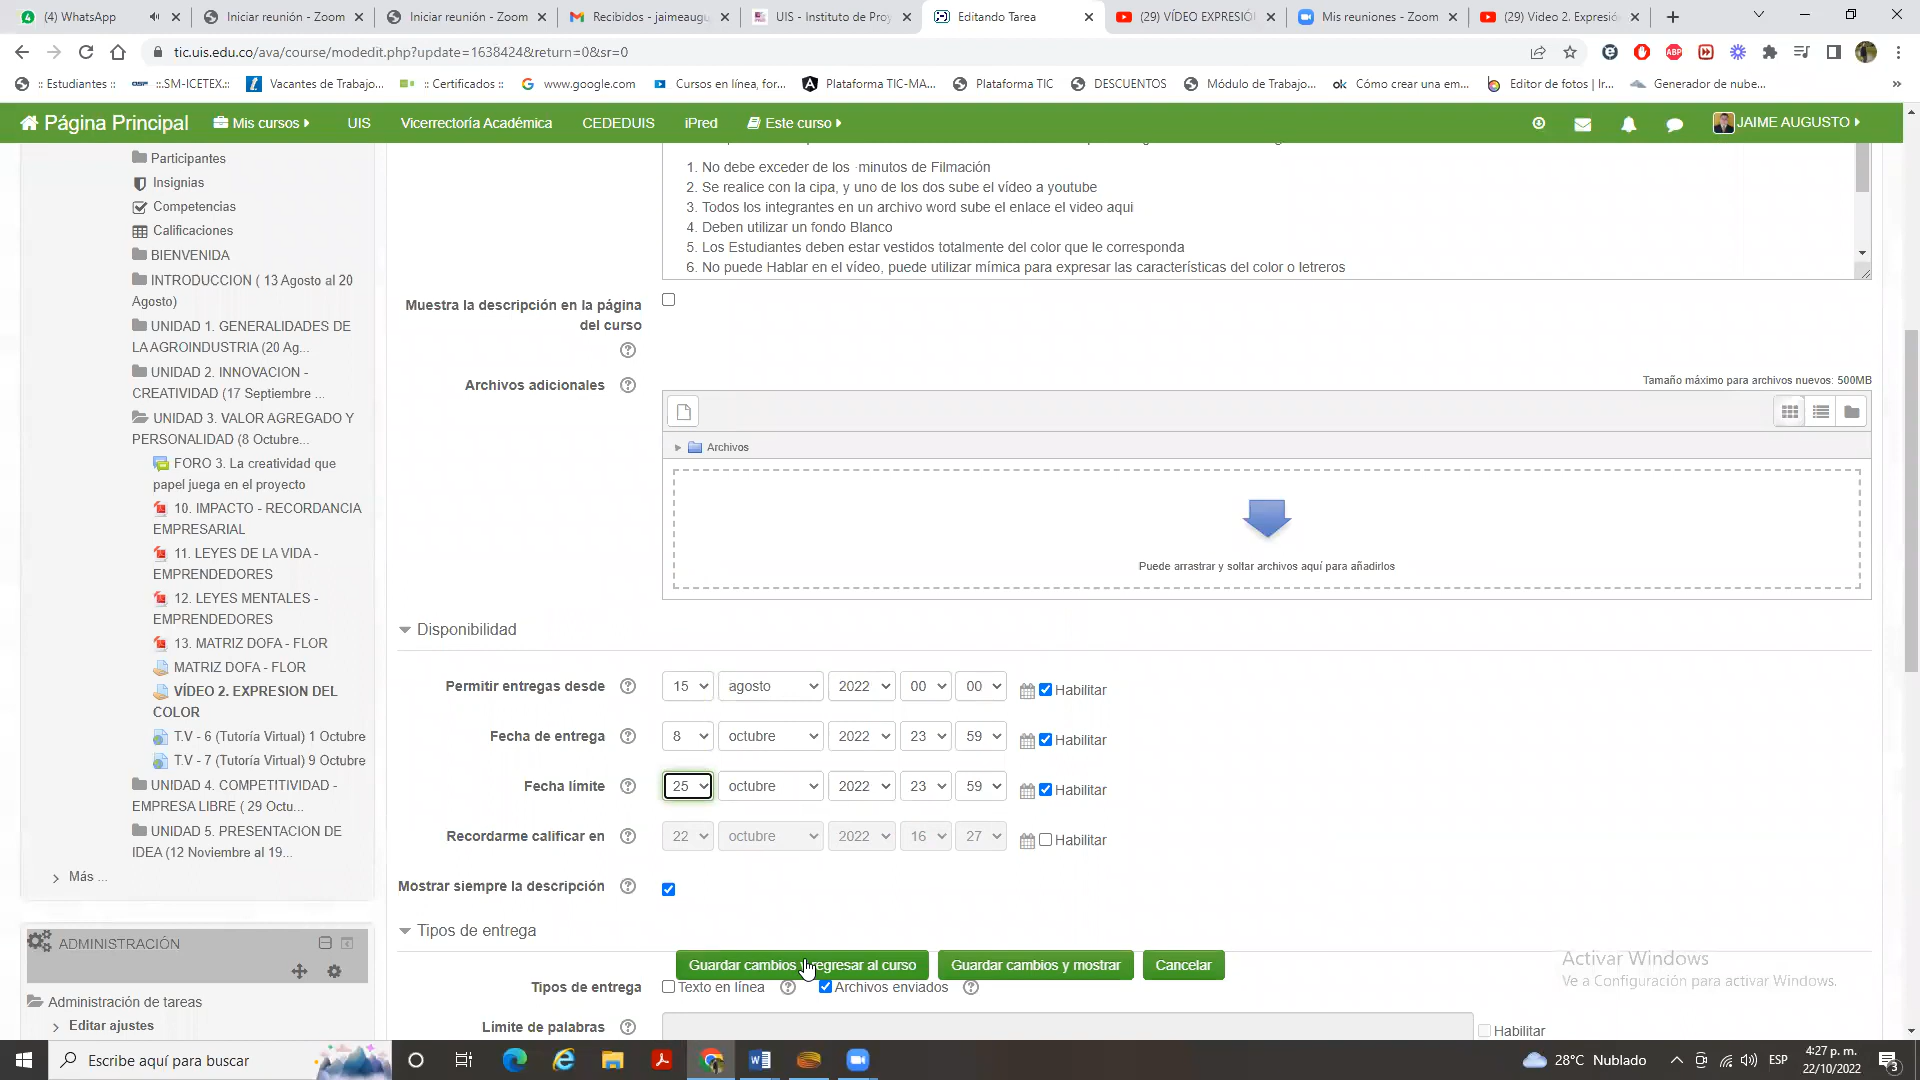 (4) WhatsApp
Iniciar reunión - Zoom
Iniciar reunión - Zoom
Recibidos - jaimeaugu
UIS - Instituto de Proy
Editando Tarea
(29) VÍDEO EXPRESIÓ
Mis reuniones - Zoom
(29) Video 2. Expresió
tic.uis.edu.co/ava/course/modedit.php?update=1638424&return=0&sr=0
:: Estudiantes ::
::.SM-ICETEX.::
Vacantes de Trabajo...
:: Certificados ::
www.google.com
Cursos en línea, for...
Plataforma TIC-MA...
Plataforma TIC
DESCUENTOS
Módulo de Trabajo...
Cómo crear una em...
Editor de fotos | Ir...
Generador de nube...
Página Principal
Mis cursos
UIS
Vicerrectoría Académica
CEDEDUIS
iPred
Este curso
JAIME AUGUSTO
Participantes
Insignias
Competencias
Calificaciones
BIENVENIDA
INTRODUCCION ( 13 Agosto al 20
Agosto)
UNIDAD 1. GENERALIDADES DE
LA AGROINDUSTRIA (20 Ag...
UNIDAD 2. INNOVACION -
CREATIVIDAD (17 Septiembre ...
UNIDAD 3. VALOR AGREGADO Y
PERSONALIDAD (8 Octubre...
FORO 3. La creatividad que
papel juega en el proyecto
10. IMPACTO - RECORDANCIA
EMPRESARIAL
11. LEYES DE LA VIDA -
EMPRENDEDORES
12. LEYES MENTALES -
EMPRENDEDORES
13. MATRIZ DOFA - FLOR
MATRIZ DOFA - FLOR
VÍDEO 2. EXPRESION DEL
COLOR
T.V - 6 (Tutoría Virtual) 1 Octubre
T.V - 7 (Tutoría Virtual) 9 Octubre
UNIDAD 4. COMPETITIVIDAD -
EMPRESA LIBRE ( 29 Octu...
UNIDAD 5. PRESENTACION DE
IDEA (12 Noviembre al 19...
Más ...
ADMINISTRACIÓN
Administración de tareas
Editar ajustes
1. No debe exceder de los ·minutos de Filmación
2. Se realice con la cipa, y uno de los dos sube el vídeo a youtube
3. Todos los integrantes en un archivo word sube el enlace el video aqui
4. Deben utilizar un fondo Blanco
5. Los Estudiantes deben estar vestidos totalmente del color que le corresponda
6. No puede Hablar en el vídeo, puede utilizar mímica para expresar las características del color o letreros
Muestra la descripción en la página
del curso
Archivos adicionales
Tamaño máximo para archivos nuevos: 500MB
Archivos
Puede arrastrar y soltar archivos aquí para añadirlos
Disponibilidad
Permitir entregas desde 15 agosto 2022 00 00 Habilitar
Fecha de entrega 8 octubre 2022 23 59 Habilitar
Fecha límite 25 octubre 2022 23 59 Habilitar
Recordarme calificar en 22 octubre 2022 16 27 Habilitar
Mostrar siempre la descripción
Tipos de entrega
Guardar cambios y regresar al curso
Guardar cambios y mostrar
Cancelar
Tipos de entrega Texto en línea Archivos enviados
Límite de palabras Habilitar
Activar Windows
Ve a Configuración para activar Windows.
Escribe aquí para buscar
28°C Nublado
ESP
4:27 p. m.
22/10/2022
3